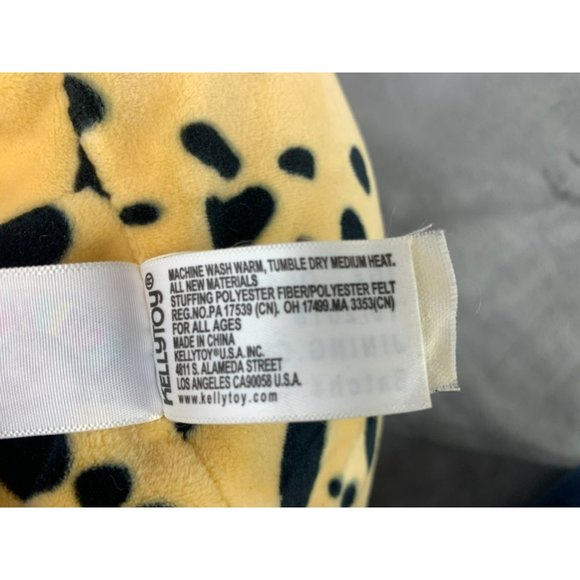 KELLYTOY®
MACHINE WASH WARM, TUMBLE DRY MEDIUM HEAT.
ALL NEW MATERIALS
STUFFING POLYESTER FIBER/POLYESTER FELT
REG.NO.PA 17539 (CN). OH 17499.MA 3353(CN)
FOR ALL AGES
MADE IN CHINA
KELLYTOY®U.S.A.INC.
4811 S. ALAMEDA STREET
LOS ANGELES CA90058 U.S.A.
www.kellytoy.com
JINING